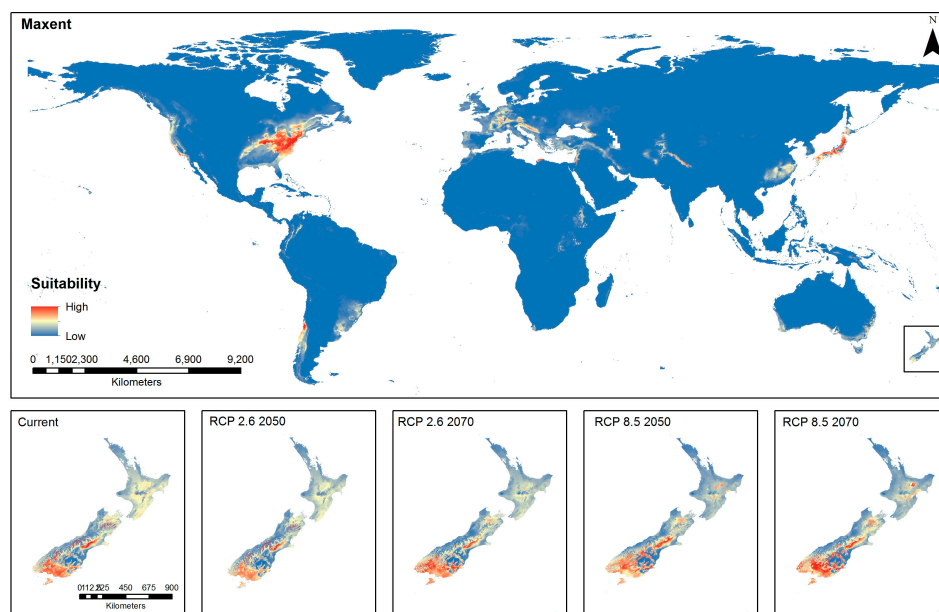 Maxent
N
Suitability
High
Low
0 1,150 2,300 4,600 6,900 9,200
Kilometers
Current
RCP 2.6 2050
RCP 2.6 2070
RCP 8.5 2050
RCP 8.5 2070
450 675 900
Kilometers